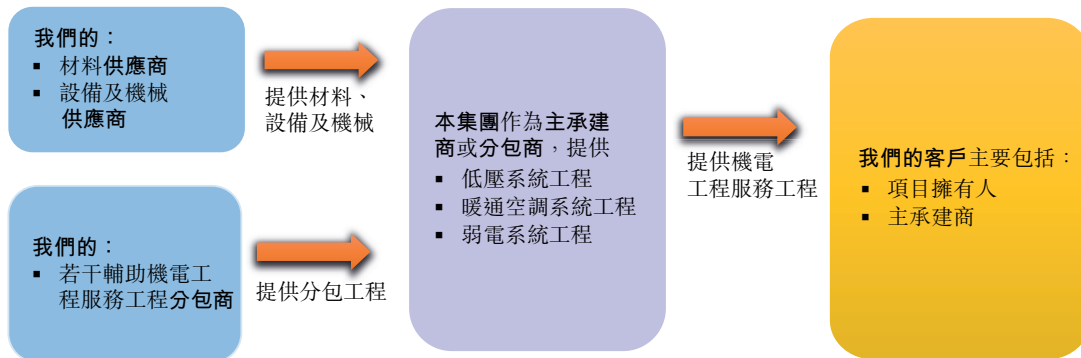 我們的：
▪ 材料供應商
▪ 設備及機械
供應商
提供材料、
設備及機械
我們的：
▪ 若干輔助機電工
程服務工程分包商
提供分包工程
本集團作為主承建
商或分包商，提供
▪ 低壓系統工程
▪ 暖通空調系統工程
▪ 弱電系統工程
提供機電
工程服務工程
我們的客戶主要包括：
▪ 項目擁有人
▪ 主承建商